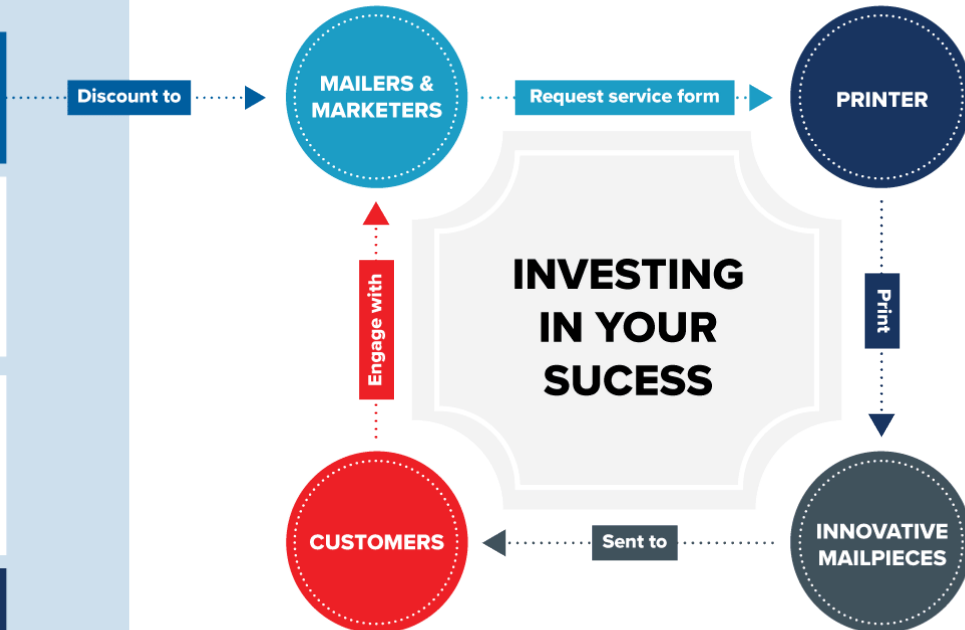 Discount to
MAILERS &
MARKETERS
Request service form
PRINTER
INVESTING
IN YOUR
SUCESS
Engage with
Print
CUSTOMERS
Sent to
INNOVATIVE
MAILPIECES